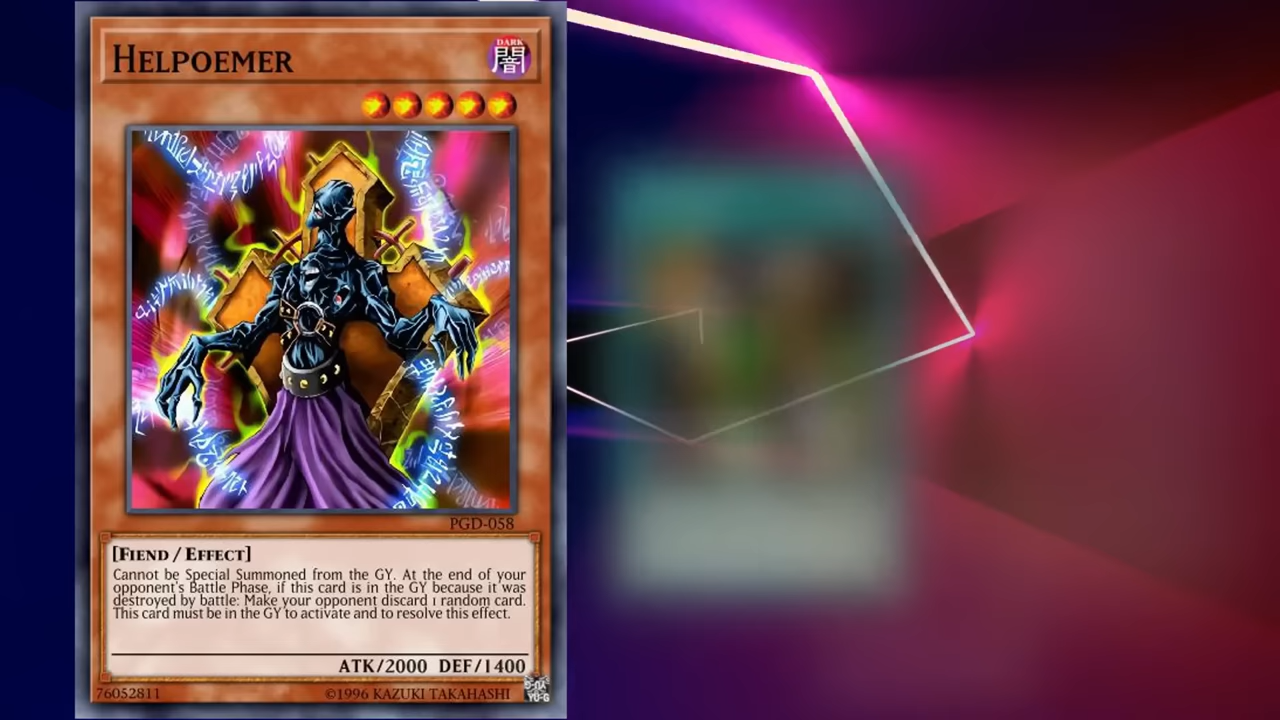 HELPOEMER
DARK
闇
PGD-058
[FIEND / EFFECT]
Cannot be Special Summoned from the GY. At the end of your
opponent's Battle Phase, if this card is in the GY because it was
destroyed by battle: Make your opponent discard 1 random card.
This card must be in the GY to activate and to resolve this effect.
ATK/2000 DEF/1400
76052811
©1996 KAZUKI TAKAHASHI